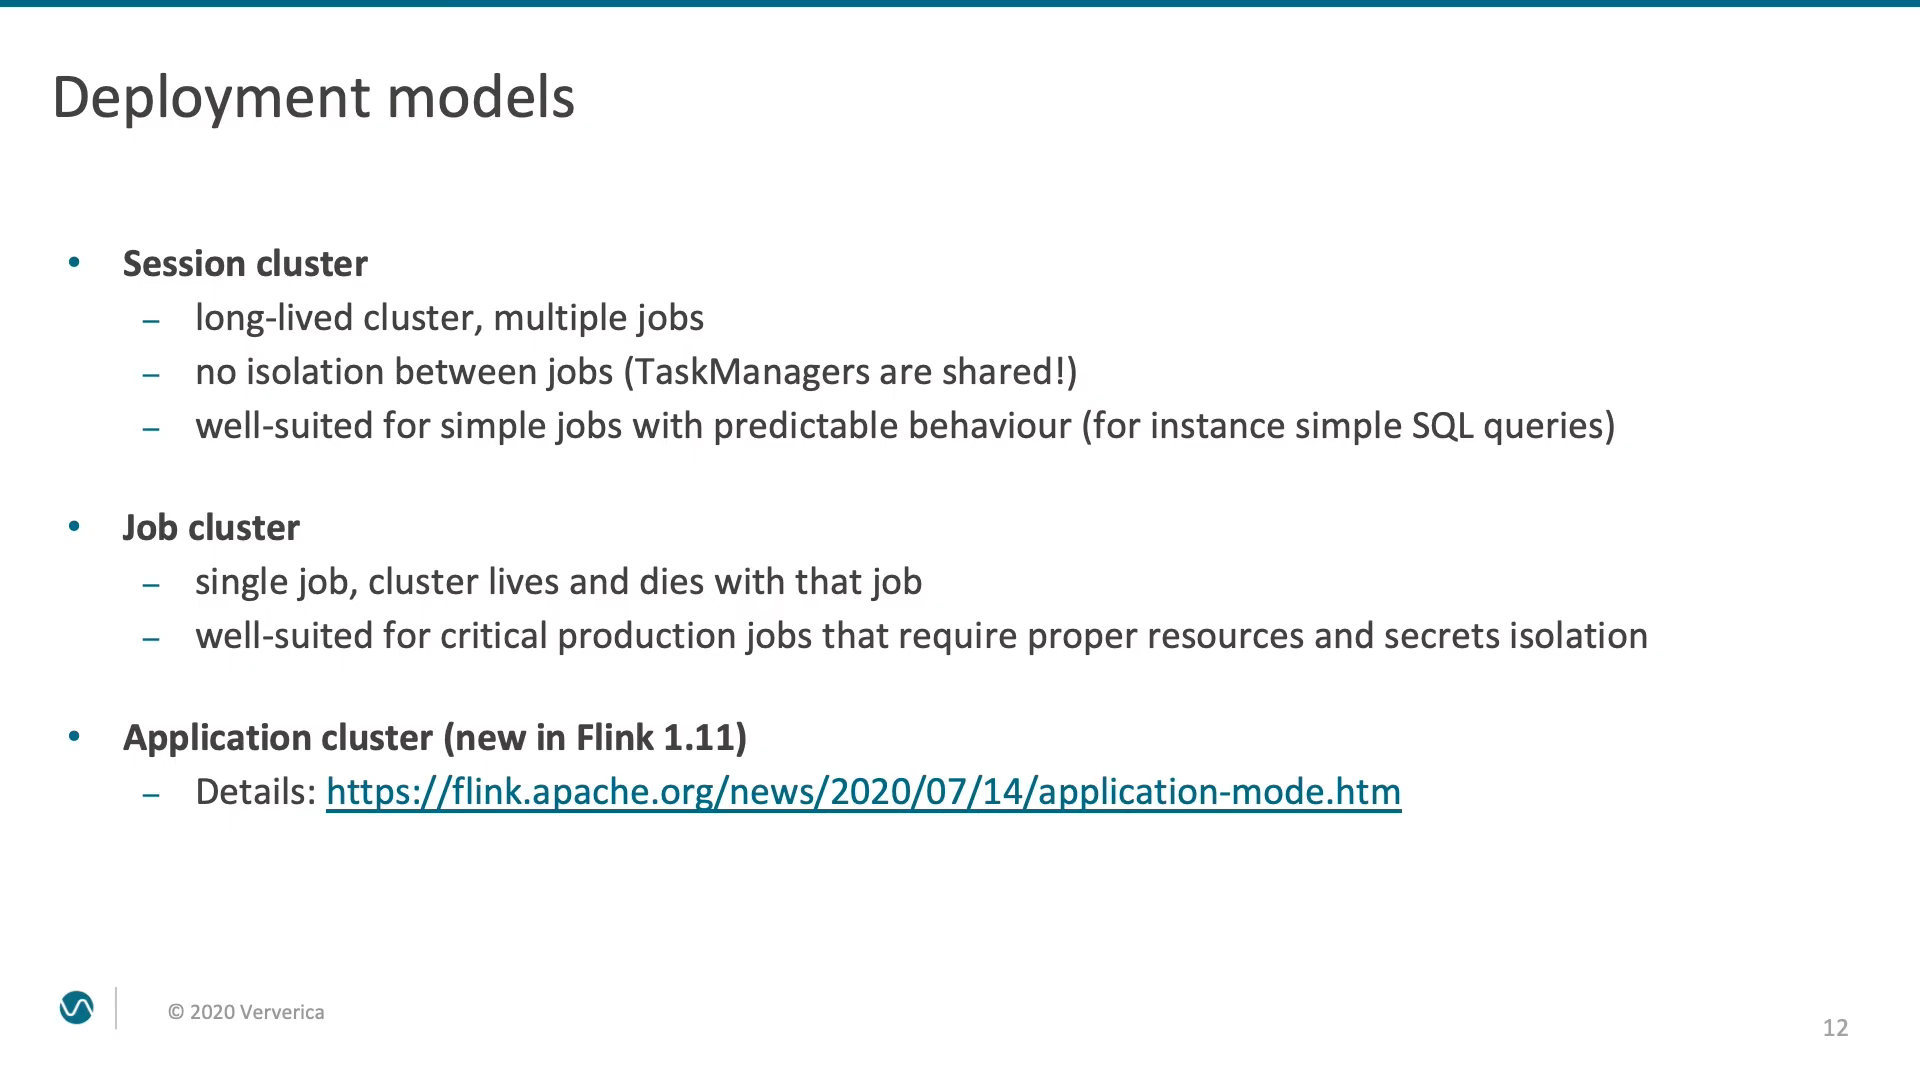 Deployment models
• Session cluster
– long-lived cluster, multiple jobs
– no isolation between jobs (TaskManagers are shared!)
– well-suited for simple jobs with predictable behaviour (for instance simple SQL queries)
• Job cluster
– single job, cluster lives and dies with that job
– well-suited for critical production jobs that require proper resources and secrets isolation
• Application cluster (new in Flink 1.11)
– Details: https://flink.apache.org/news/2020/07/14/application-mode.htm
© 2020 Ververica
12